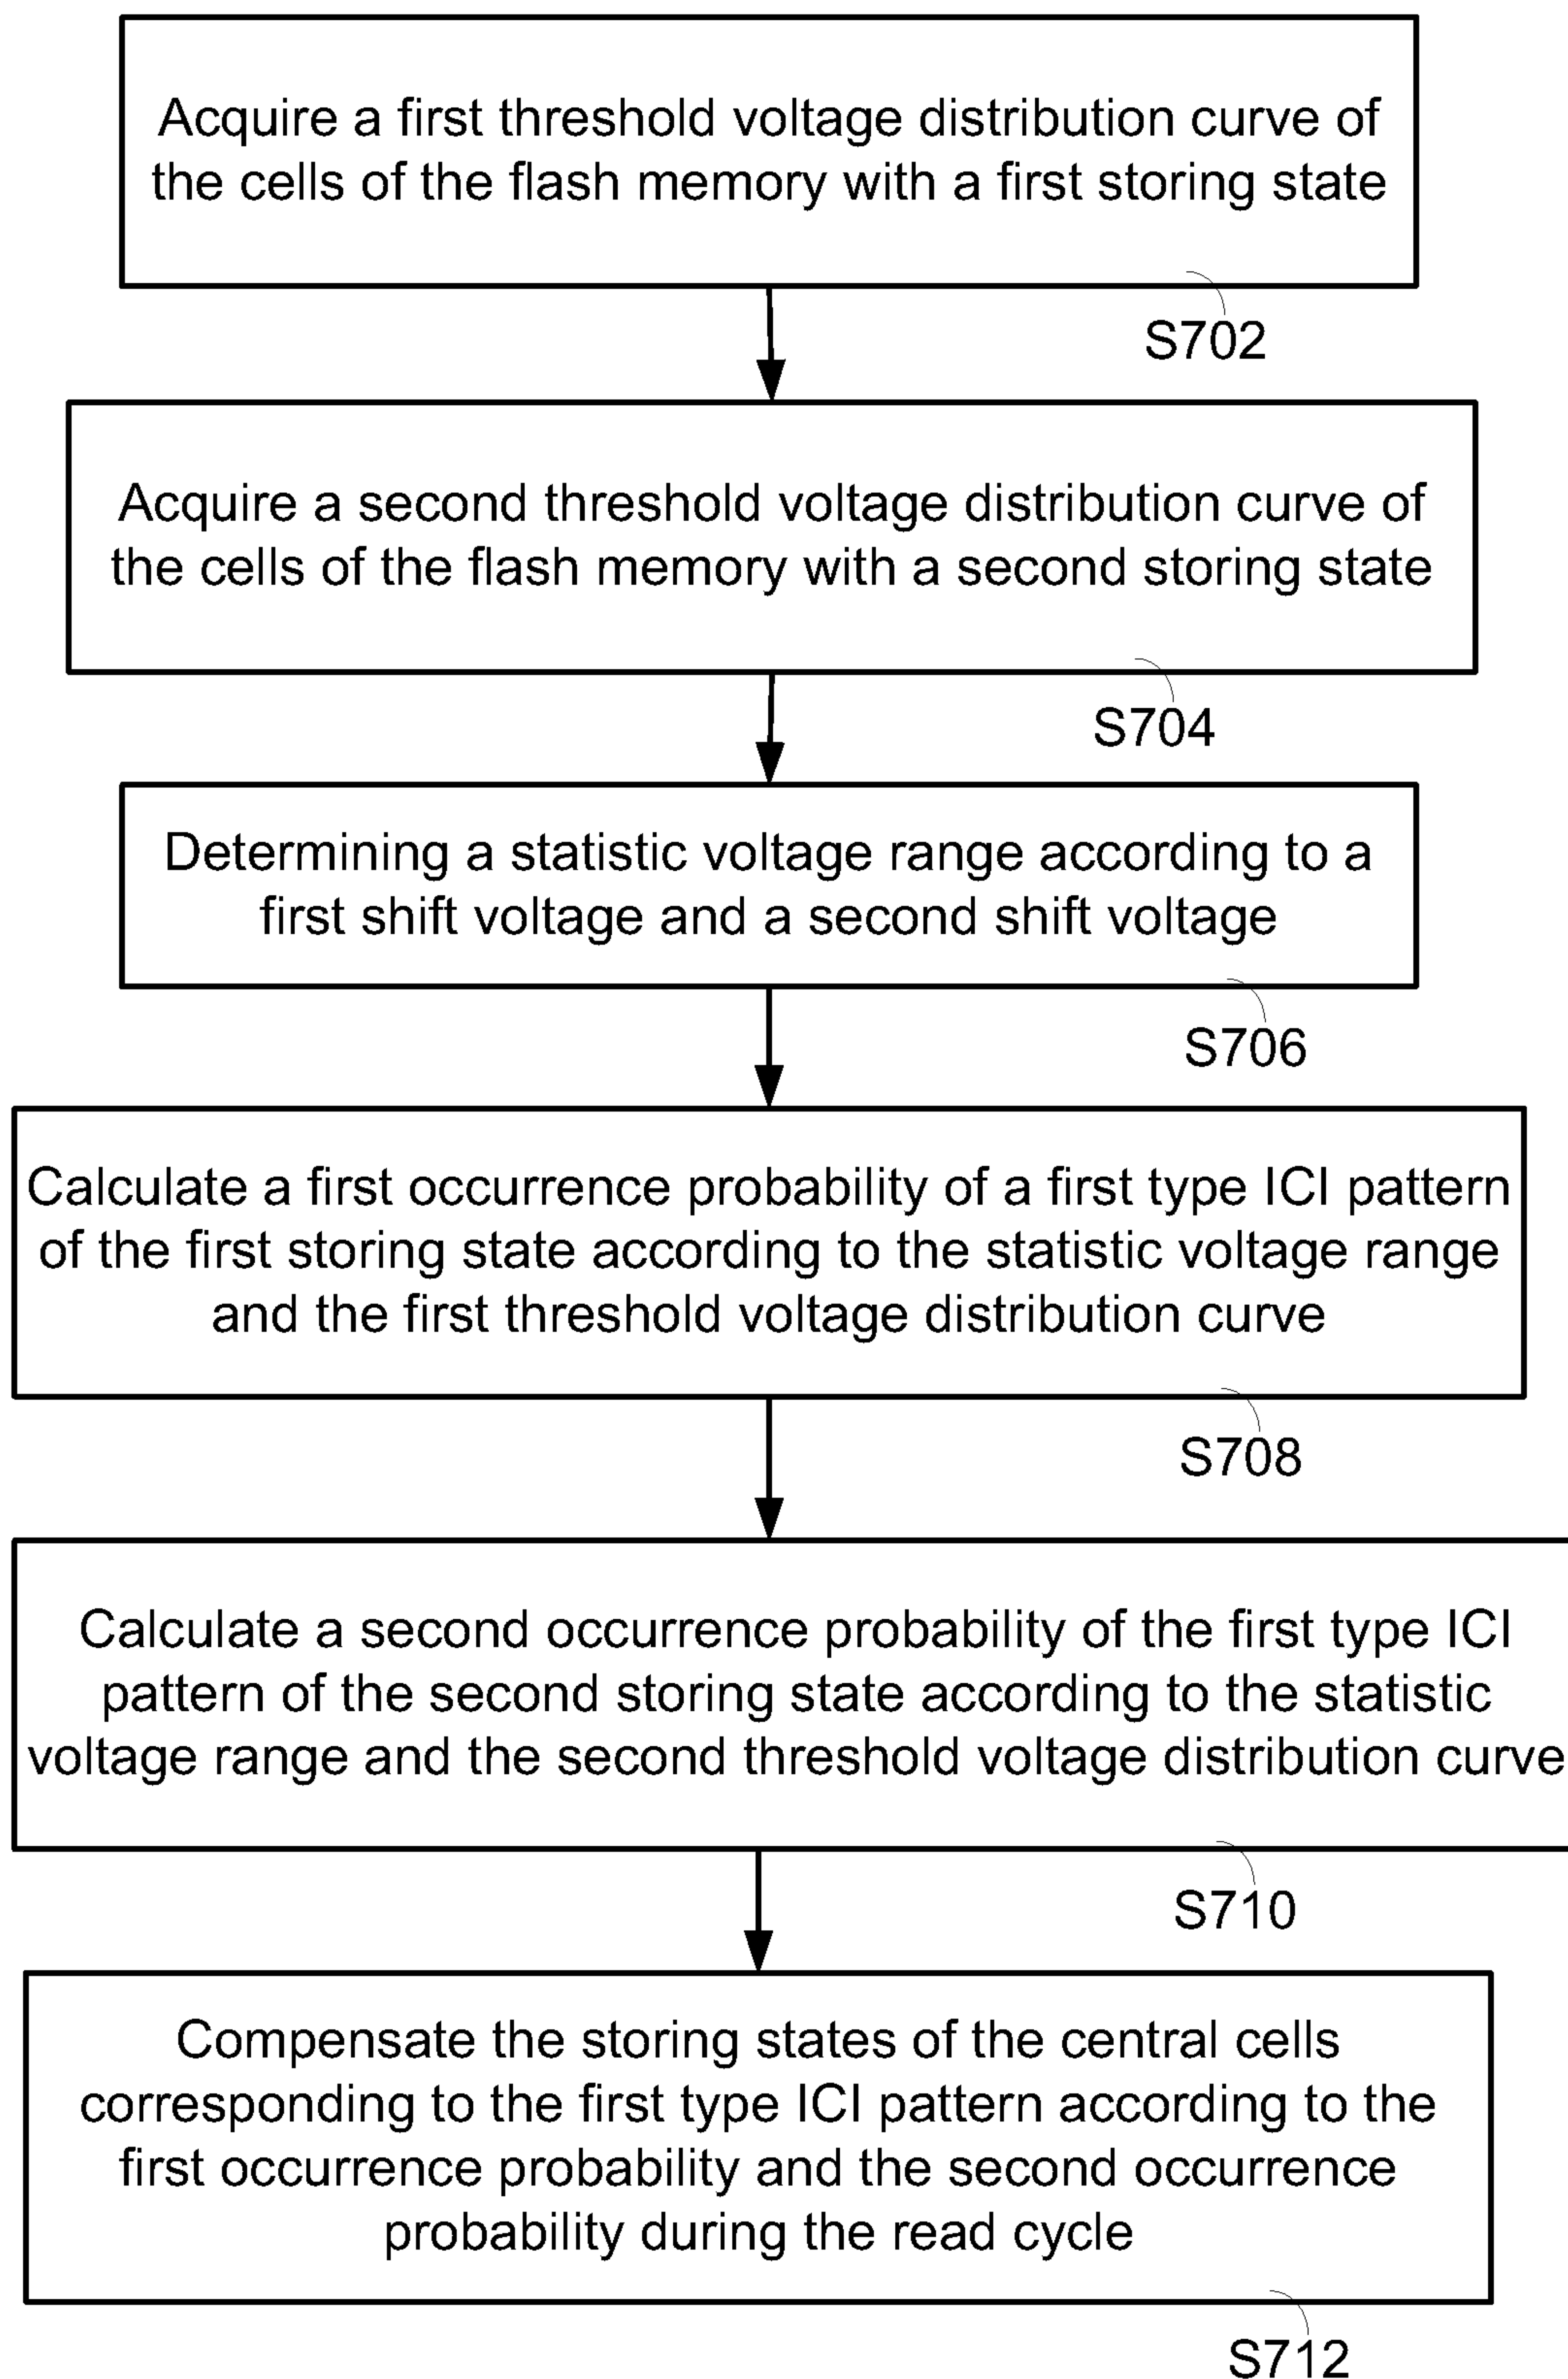 Acquire a first threshold voltage distribution curve of
the cells of the flash memory with a first storing state
S702
Acquire a second threshold voltage distribution curve of
the cells of the flash memory with a second storing state
S704
Determining a statistic voltage range according to a
first shift voltage and a second shift voltage
S706
Calculate a first occurrence probability of a first type ICI pattern
of the first storing state according to the statistic voltage range
and the first threshold voltage distribution curve
S708
Calculate a second occurrence probability of the first type ICI
pattern of the second storing state according to the statistic
voltage range and the second threshold voltage distribution curve
S710
Compensate the storing states of the central cells
corresponding to the first type ICI pattern according to the
first occurrence probability and the second occurrence
probability during the read cycle
S712